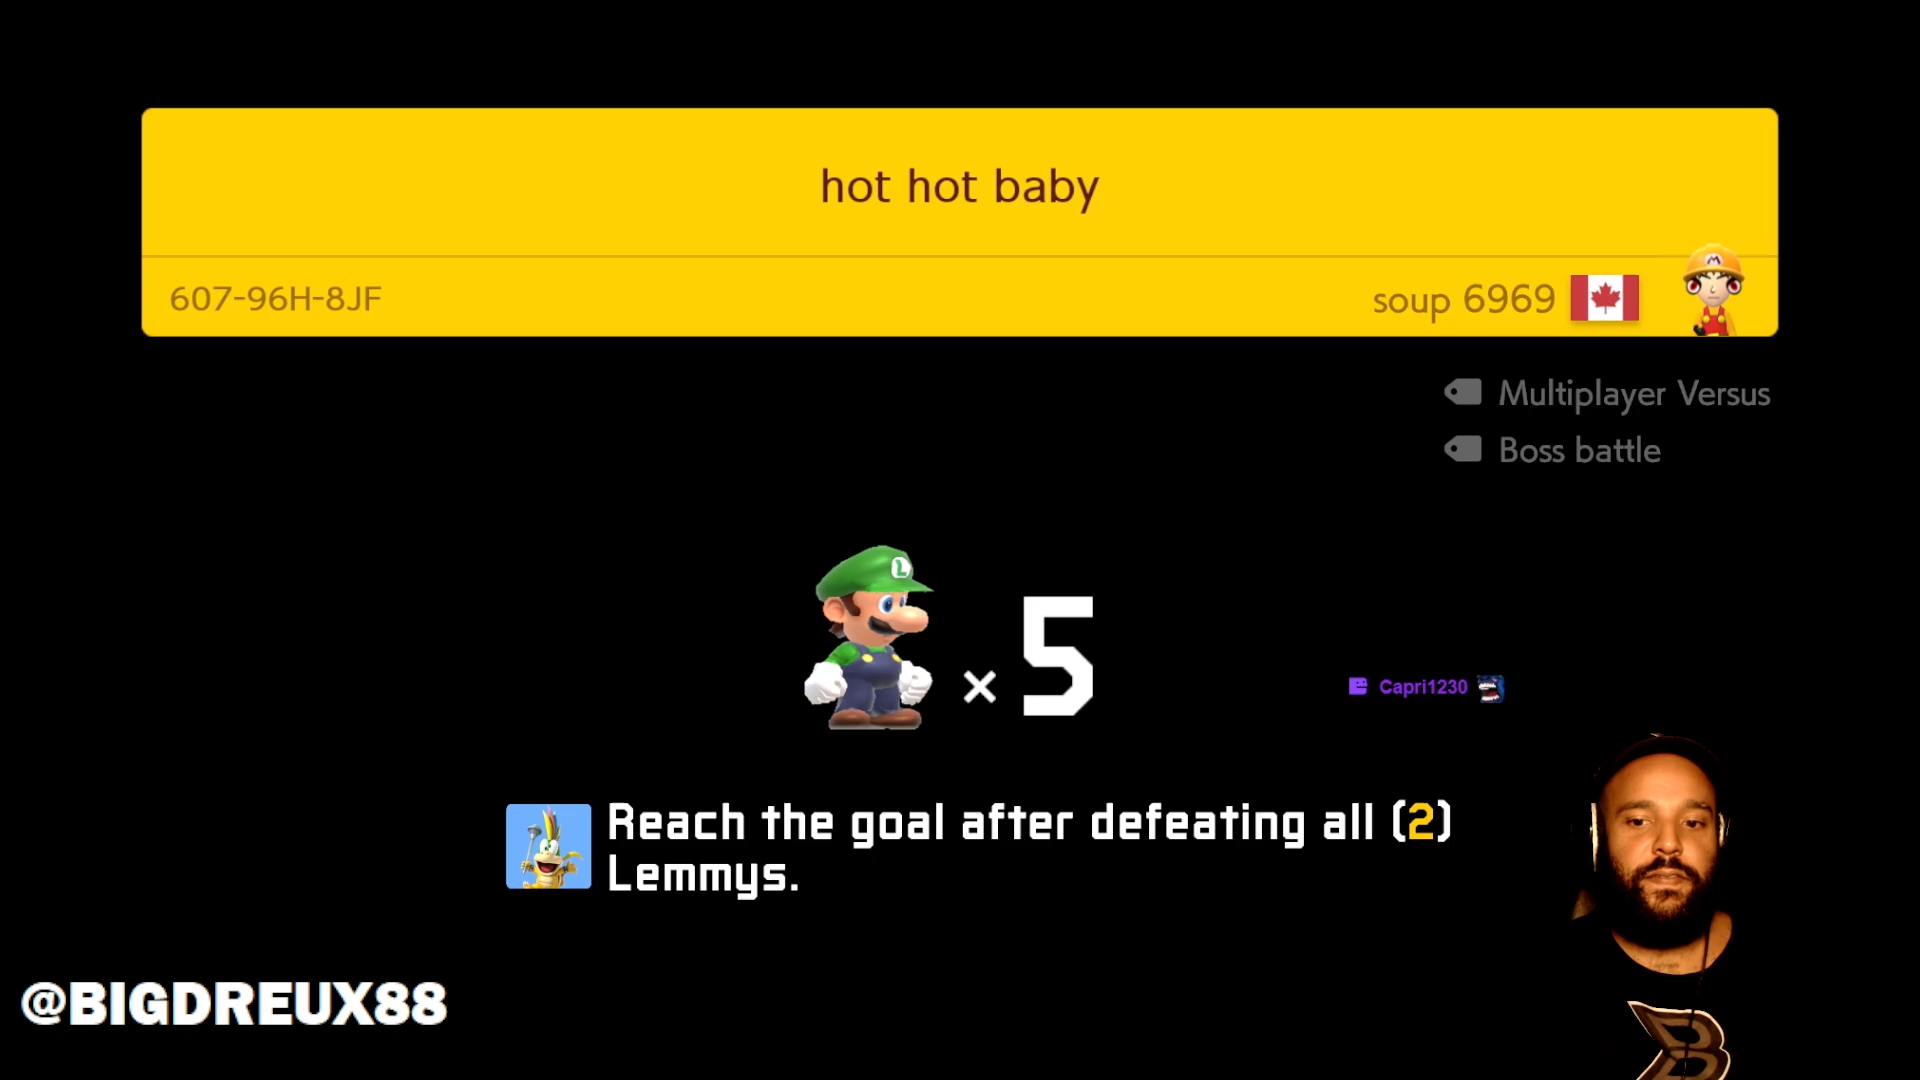 hot hot baby
607-96H-8JF
soup 6969
Multiplayer Versus
Boss battle
× 5
Capri1230
Reach the goal after defeating all (2)
Lemmys.
@BIGDREUX88